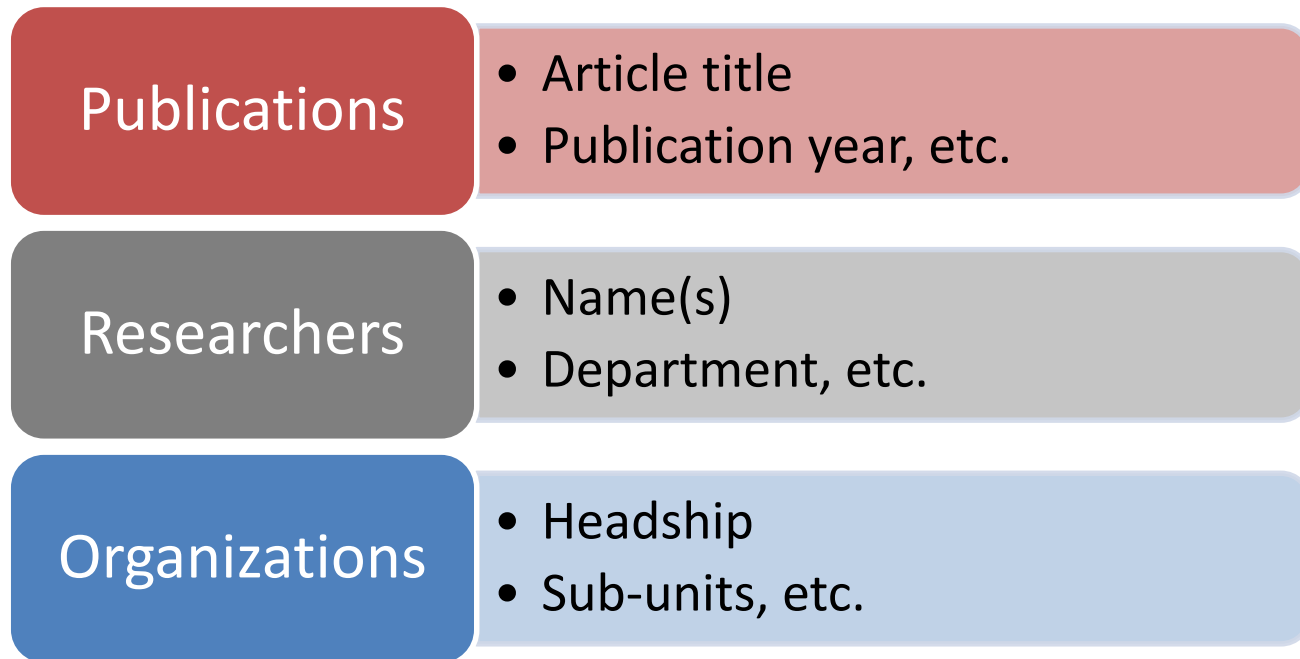 Publications
• Article title
• Publication year, etc.
Researchers
• Name(s)
• Department, etc.
Organizations
• Headship
• Sub-units, etc.